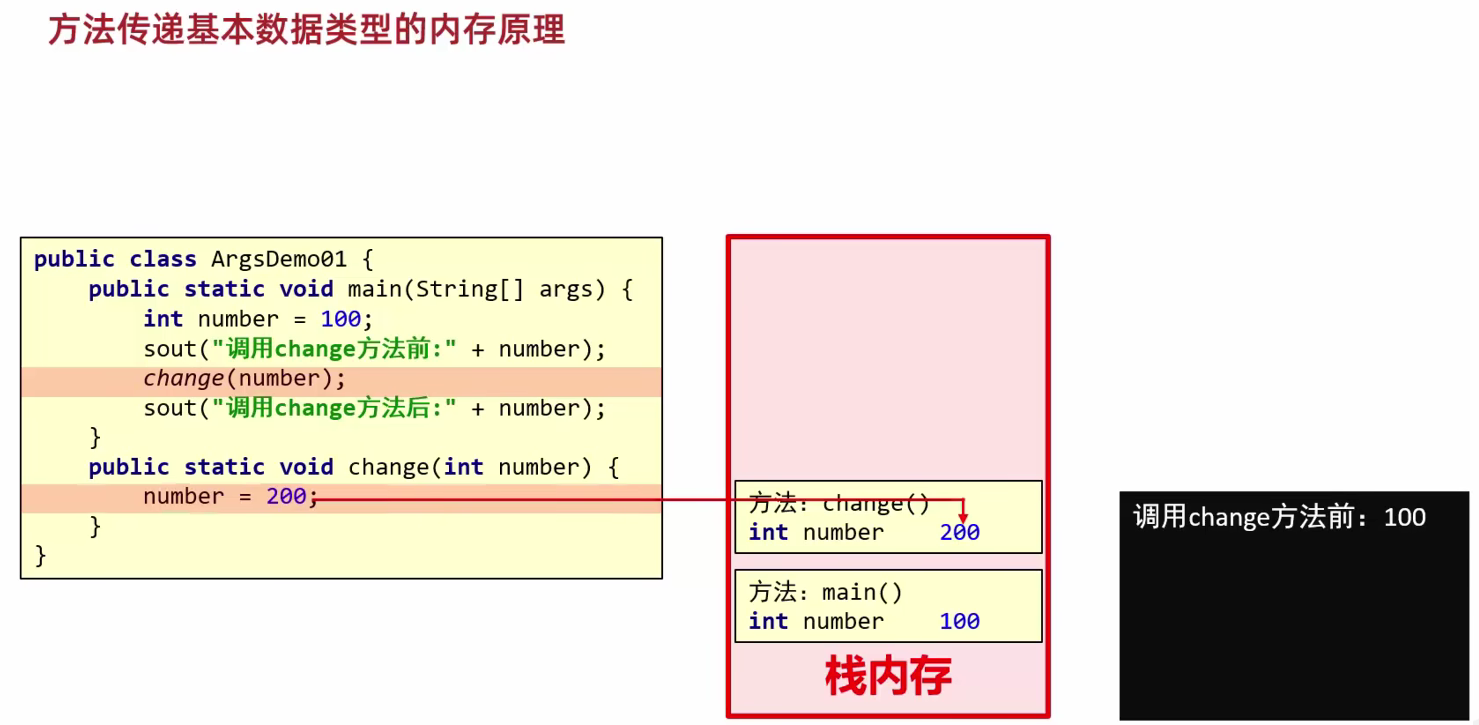 方法传递基本数据类型的内存原理
public class ArgsDemo01 {
    public static void main(String[] args) {
        int number = 100;
        sout("调用change方法前:" + number);
        change(number);
        sout("调用change方法后:" + number);
    }
    public static void change(int number) {
        number = 200;
    }
}
方法：change()
int number    200
方法：main()
int number    100
栈内存
调用change方法前：100